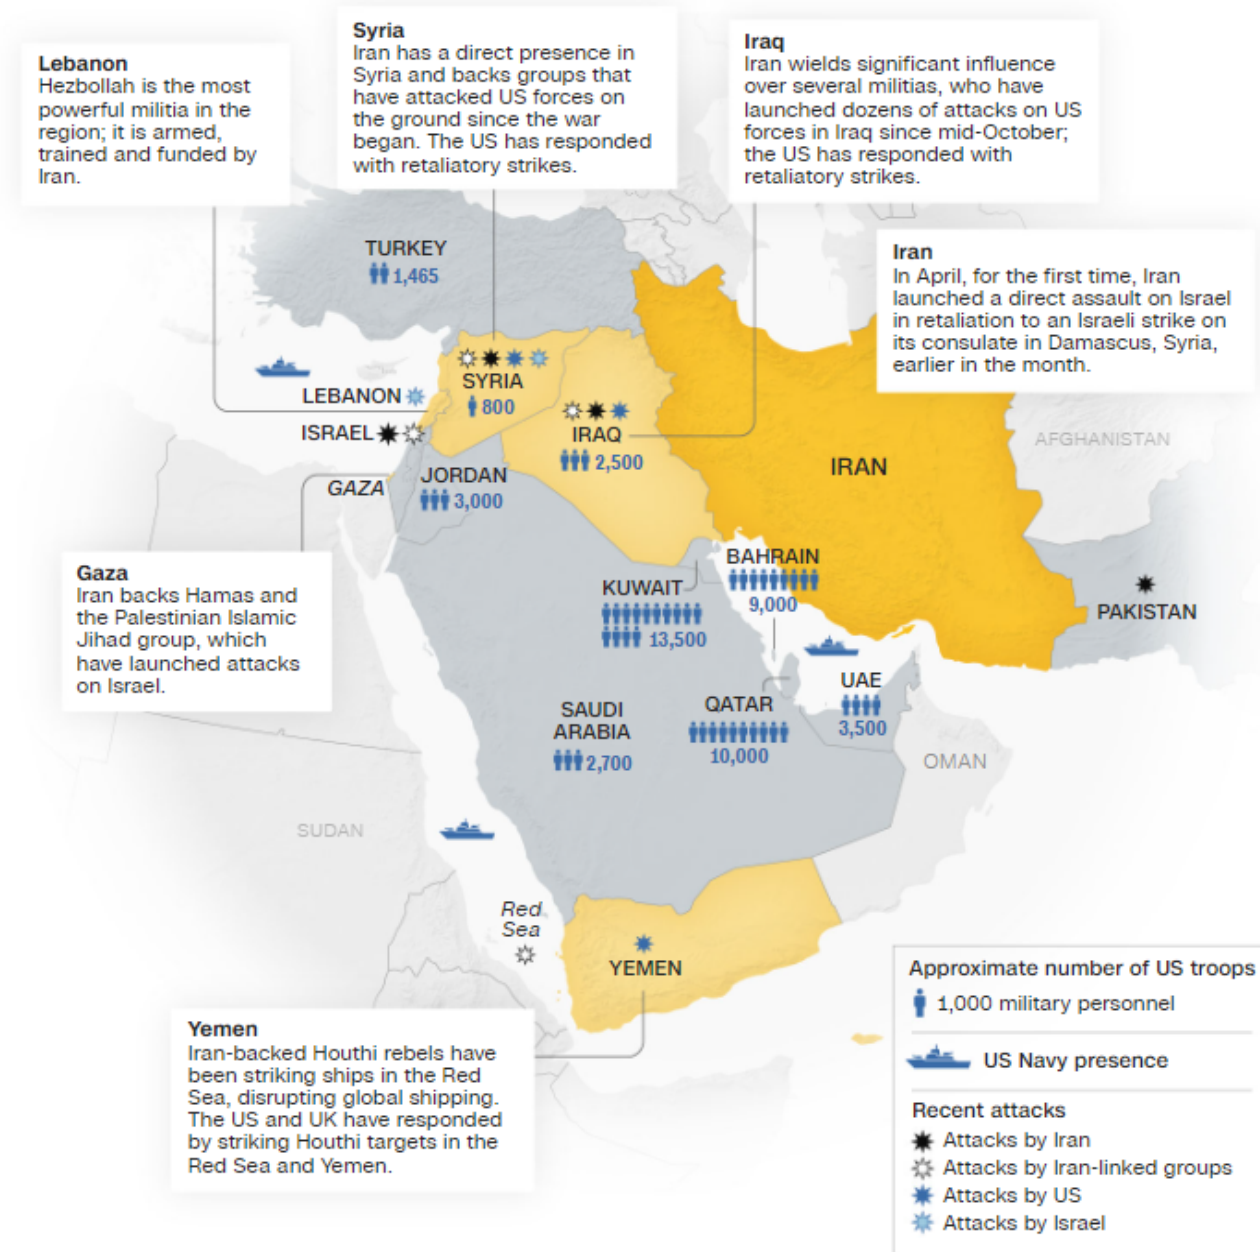 Lebanon
Hezbollah is the most
powerful militia in the
region; it is armed,
trained and funded by
Iran.
Syria
Iran has a direct presence in
Syria and backs groups that
have attacked US forces on
the ground since the war
began. The US has responded
with retaliatory strikes.
Iraq
Iran wields significant influence
over several militias, who have
launched dozens of attacks on US
forces in Iraq since mid-October;
the US has responded with
retaliatory strikes.
Iran
In April, for the first time, Iran
launched a direct assault on Israel
in retaliation to an Israeli strike on
its consulate in Damascus, Syria,
earlier in the month.
TURKEY
1,465
SYRIA
800
LEBANON
ISRAEL
IRAQ
2,500
IRAN
AFGHANISTAN
JORDAN
3,000
GAZA
Gaza
Iran backs Hamas and
the Palestinian Islamic
Jihad group, which
have launched attacks
on Israel.
KUWAIT
13,500
BAHRAIN
9,000
PAKISTAN
SAUDI
ARABIA
2,700
QATAR
10,000
UAE
3,500
OMAN
SUDAN
Red
Sea
YEMEN
Yemen
Iran-backed Houthi rebels have
been striking ships in the Red
Sea, disrupting global shipping.
The US and UK have responded
by striking Houthi targets in the
Red Sea and Yemen.
Approximate number of US troops
1,000 military personnel
US Navy presence
Recent attacks
Attacks by Iran
Attacks by Iran-linked groups
Attacks by US
Attacks by Israel